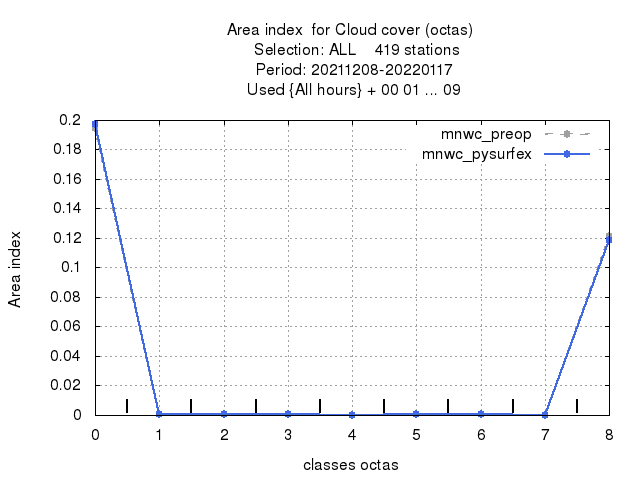 Area index  for Cloud cover (octas)
Selection: ALL    419 stations
Period: 20211208-20220117
Used {All hours} + 00 01 ... 09
mnwc_preop
mnwc_pysurfex
0.2
0.18
0.16
0.14
0.12
0.1
0.08
0.06
0.04
0.02
0
Area index
0 1 2 3 4 5 6 7 8
classes octas